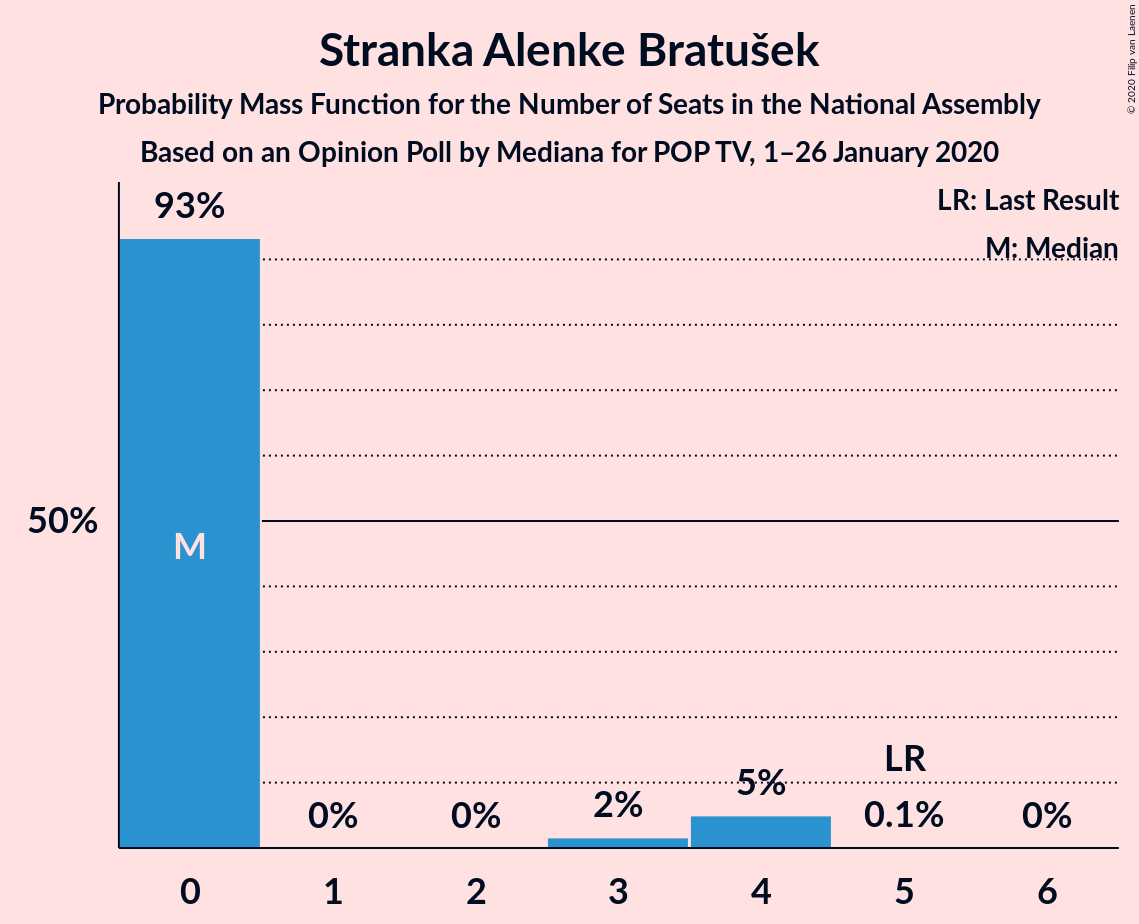 Stranka Alenke Bratušek
Probability Mass Function for the Number of Seats in the National Assembly
Based on an Opinion Poll by Mediana for POP TV, 1–26 January 2020
© 2020 Filip van Laenen
LR: Last Result
M: Median
93%
50%
M
0%
0%
2%
5%
LR
0.1%
0%
0 1 2 3 4 5 6